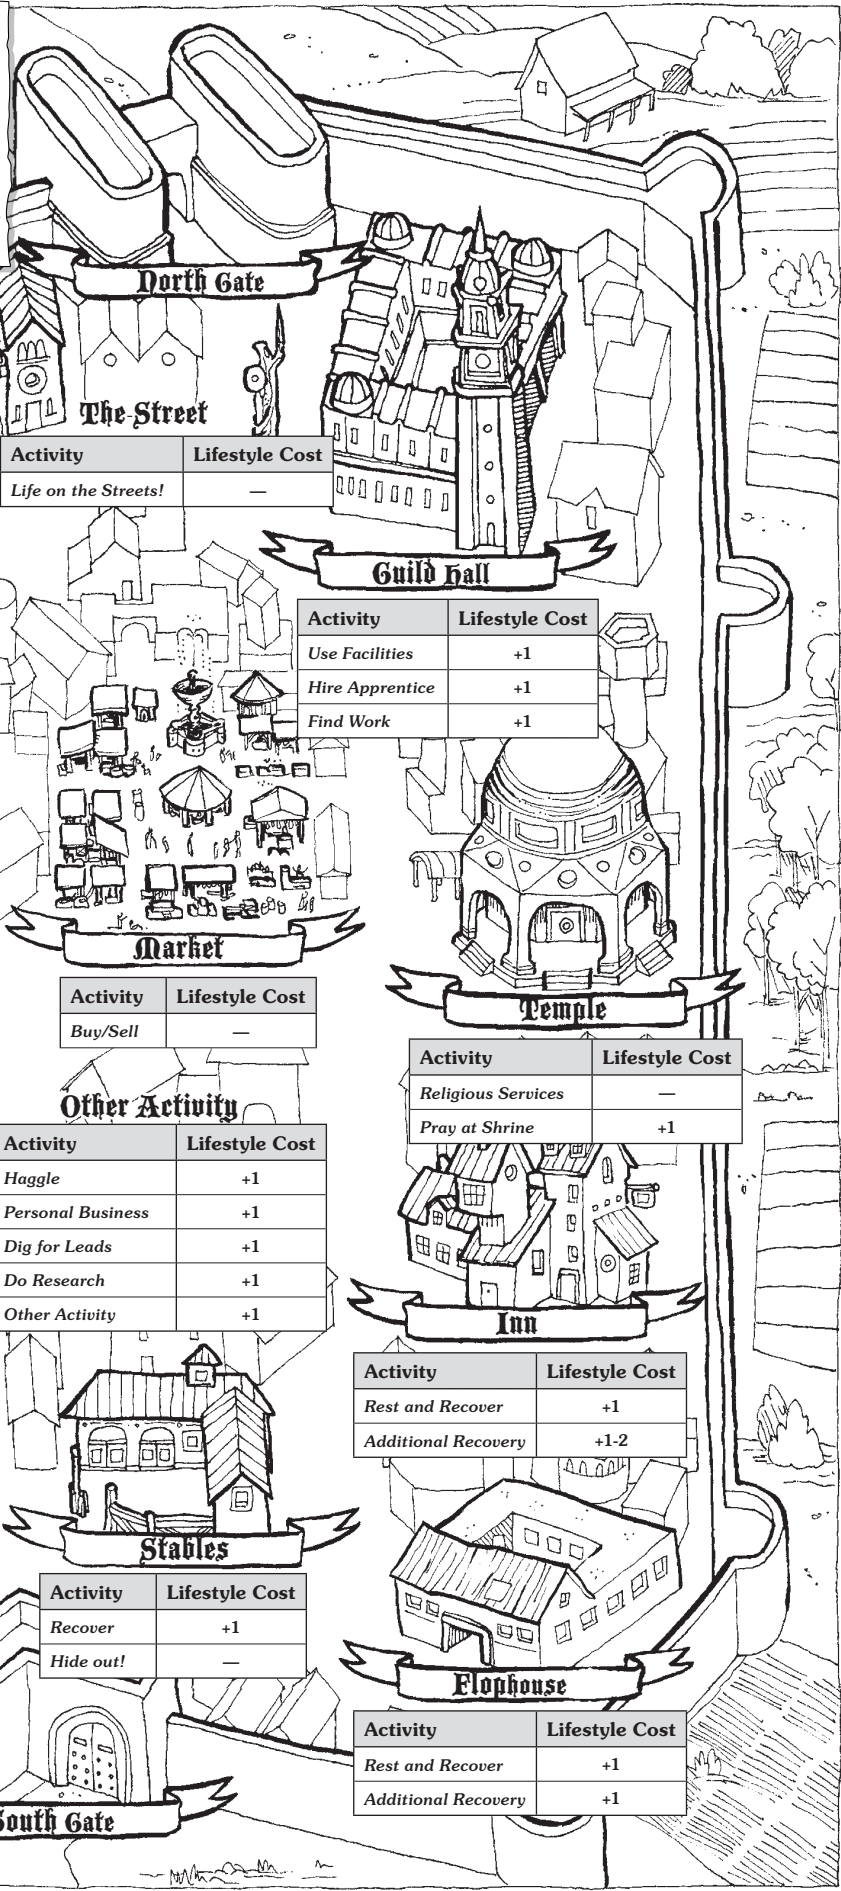 North Gate
The Street
Activity Lifestyle Cost
Life on the Streets! —
Guild Hall
Activity Lifestyle Cost
Use Facilities +1
Hire Apprentice +1
Find Work +1
Market
Activity Lifestyle Cost
Buy/Sell —
Temple
Activity Lifestyle Cost
Religious Services —
Pray at Shrine +1
Other Activity
Activity Lifestyle Cost
Haggle +1
Personal Business +1
Dig for Leads +1
Do Research +1
Other Activity +1
Inn
Activity Lifestyle Cost
Rest and Recover +1
Additional Recovery +1-2
Stables
Activity Lifestyle Cost
Recover +1
Hide out! —
Flophouse
Activity Lifestyle Cost
Rest and Recover +1
Additional Recovery +1
South Gate